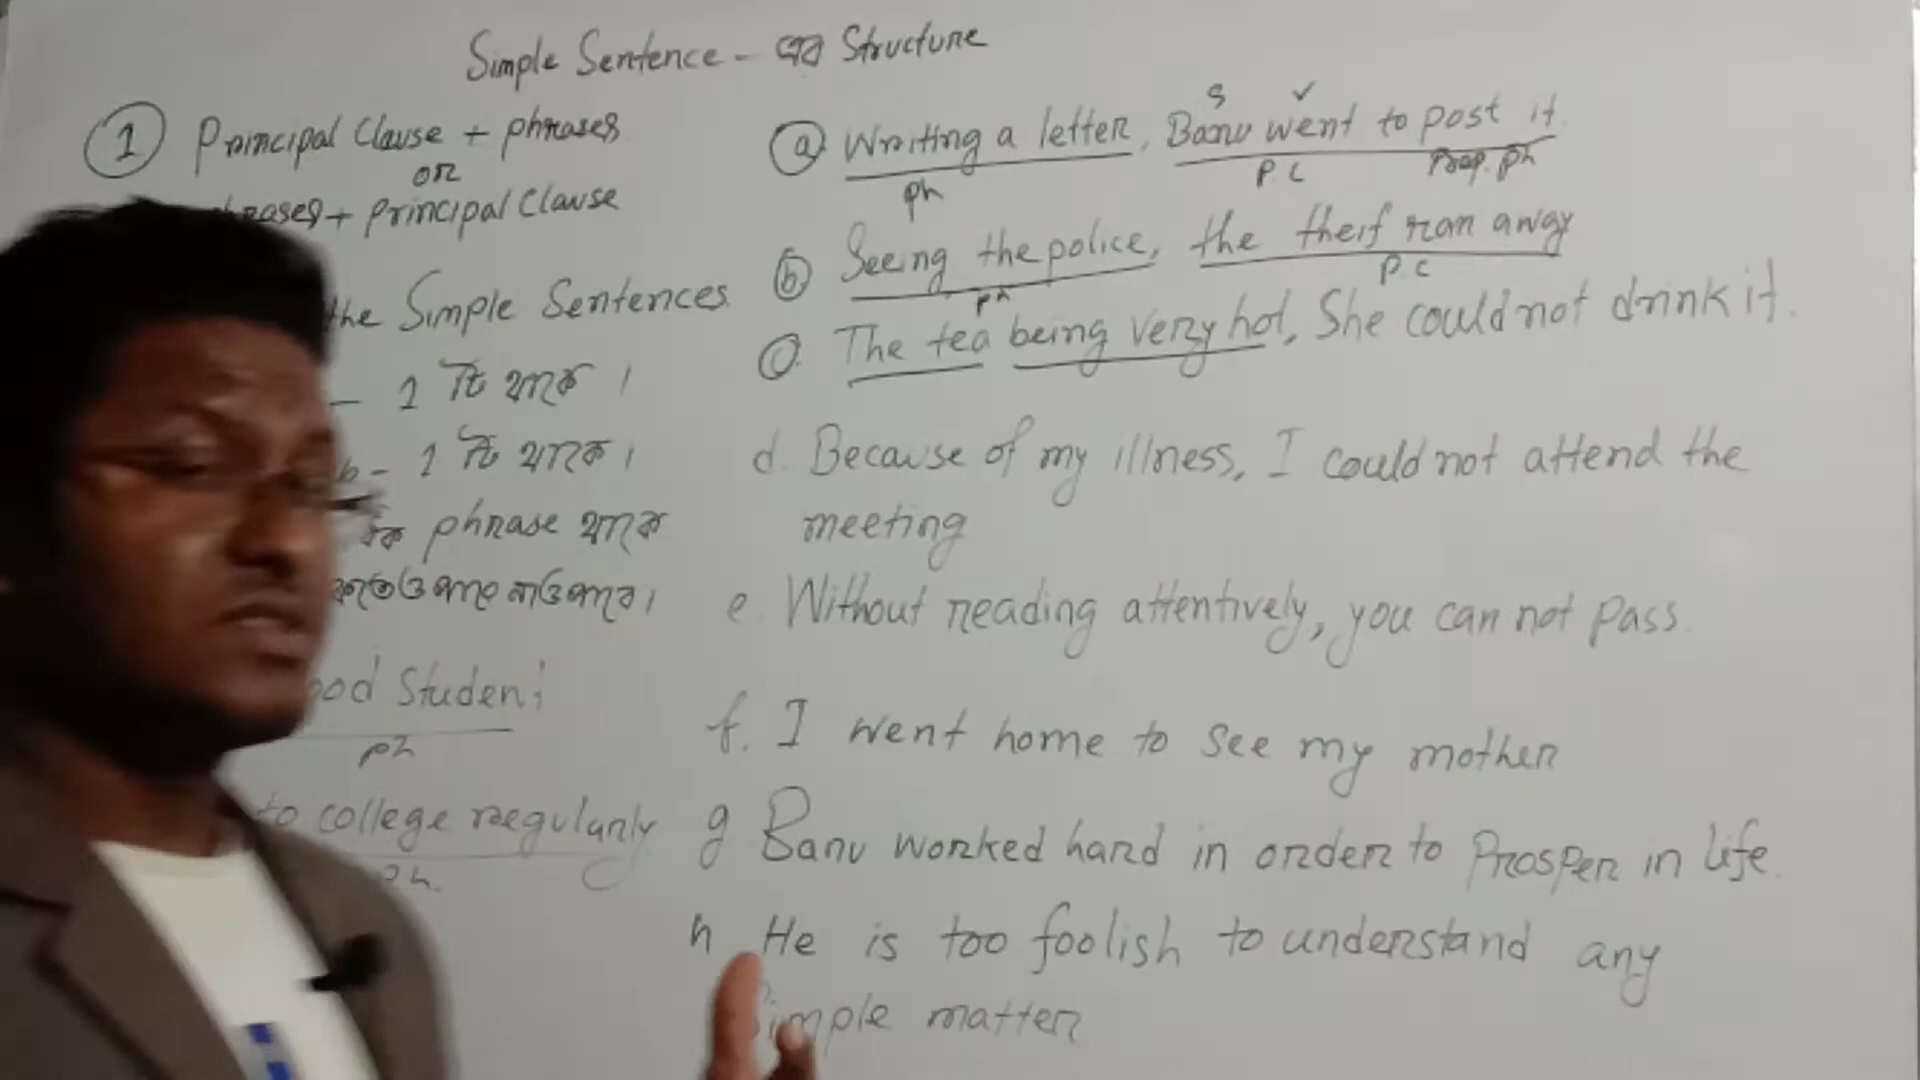 Simple Sentence - এর Structure
① Principal Clause + phrases
OR
phrases + Principal Clause
the Simple Sentences
- 1 টি থাকে ।
b - 1 টি থাকে ।
phrase থাকে
নাও পারে ।
good Student
ph
to college regularly
ph.
ⓐ Writing a letter, Banu went to post it
S ✓
ph P.C Prep. ph
ⓑ Seeing the police, the theif ran away
ph P.C
ⓒ The tea being very hot, She could not drink it.
d. Because of my illness, I could not attend the
meeting
e. Without reading attentively, you can not pass.
f. I went home to see my mother
g Banu worked hard in order to Prosper in life.
h He is too foolish to understand any
Simple matter